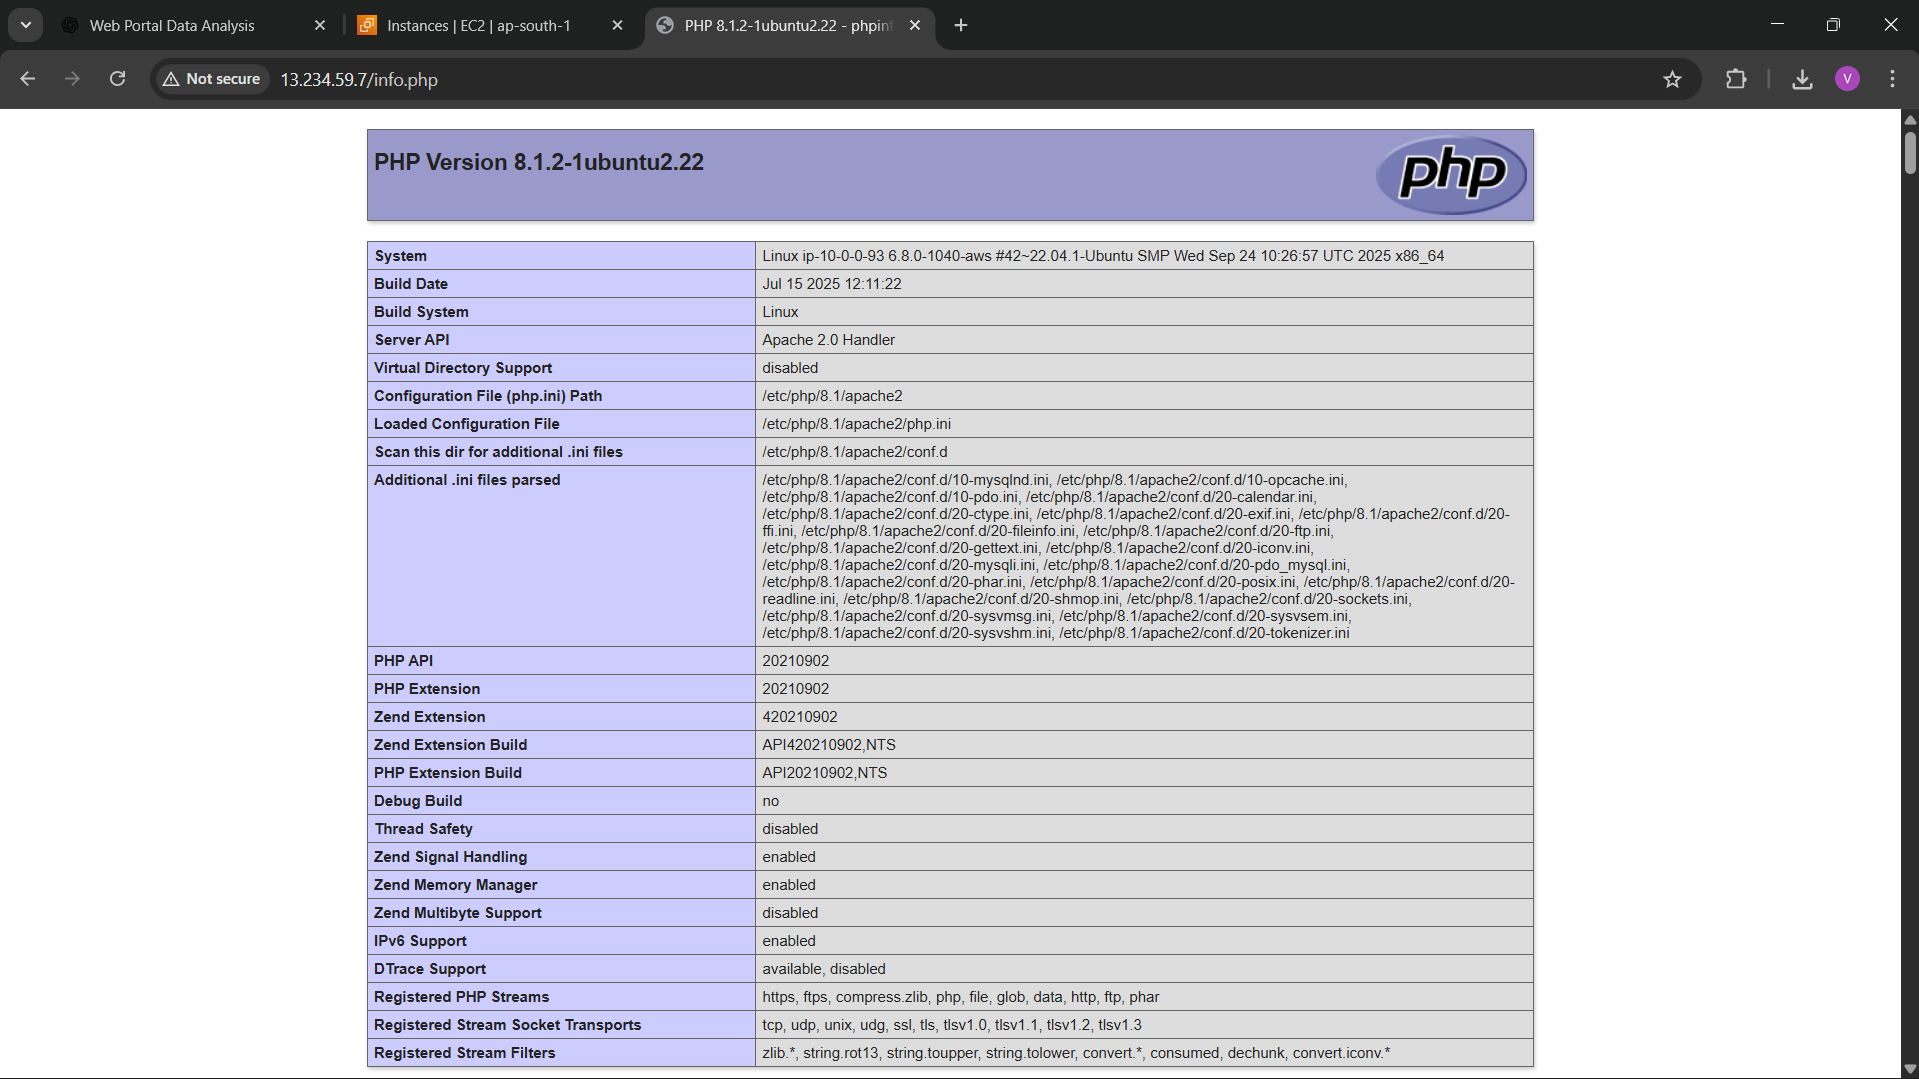 Web Portal Data Analysis
Instances | EC2 | ap-south-1
PHP 8.1.2-1ubuntu2.22 - phpinf
Not secure
13.234.59.7/info.php
V
PHP Version 8.1.2-1ubuntu2.22
php
System Linux ip-10-0-0-93 6.8.0-1040-aws #42~22.04.1-Ubuntu SMP Wed Sep 24 10:26:57 UTC 2025 x86_64
Build Date Jul 15 2025 12:11:22
Build System Linux
Server API Apache 2.0 Handler
Virtual Directory Support disabled
Configuration File (php.ini) Path /etc/php/8.1/apache2
Loaded Configuration File /etc/php/8.1/apache2/php.ini
Scan this dir for additional .ini files /etc/php/8.1/apache2/conf.d
Additional .ini files parsed /etc/php/8.1/apache2/conf.d/10-mysqlnd.ini, /etc/php/8.1/apache2/conf.d/10-opcache.ini,
/etc/php/8.1/apache2/conf.d/10-pdo.ini, /etc/php/8.1/apache2/conf.d/20-calendar.ini,
/etc/php/8.1/apache2/conf.d/20-ctype.ini, /etc/php/8.1/apache2/conf.d/20-exif.ini, /etc/php/8.1/apache2/conf.d/20-
ffi.ini, /etc/php/8.1/apache2/conf.d/20-fileinfo.ini, /etc/php/8.1/apache2/conf.d/20-ftp.ini,
/etc/php/8.1/apache2/conf.d/20-gettext.ini, /etc/php/8.1/apache2/conf.d/20-iconv.ini,
/etc/php/8.1/apache2/conf.d/20-mysqli.ini, /etc/php/8.1/apache2/conf.d/20-pdo_mysql.ini,
/etc/php/8.1/apache2/conf.d/20-phar.ini, /etc/php/8.1/apache2/conf.d/20-posix.ini, /etc/php/8.1/apache2/conf.d/20-
readline.ini, /etc/php/8.1/apache2/conf.d/20-shmop.ini, /etc/php/8.1/apache2/conf.d/20-sockets.ini,
/etc/php/8.1/apache2/conf.d/20-sysvmsg.ini, /etc/php/8.1/apache2/conf.d/20-sysvsem.ini,
/etc/php/8.1/apache2/conf.d/20-sysvshm.ini, /etc/php/8.1/apache2/conf.d/20-tokenizer.ini
PHP API 20210902
PHP Extension 20210902
Zend Extension 420210902
Zend Extension Build API420210902,NTS
PHP Extension Build API20210902,NTS
Debug Build no
Thread Safety disabled
Zend Signal Handling enabled
Zend Memory Manager enabled
Zend Multibyte Support disabled
IPv6 Support enabled
DTrace Support available, disabled
Registered PHP Streams https, ftps, compress.zlib, php, file, glob, data, http, ftp, phar
Registered Stream Socket Transports tcp, udp, unix, udg, ssl, tls, tlsv1.0, tlsv1.1, tlsv1.2, tlsv1.3
Registered Stream Filters zlib.*, string.rot13, string.toupper, string.tolower, convert.*, consumed, dechunk, convert.iconv.*